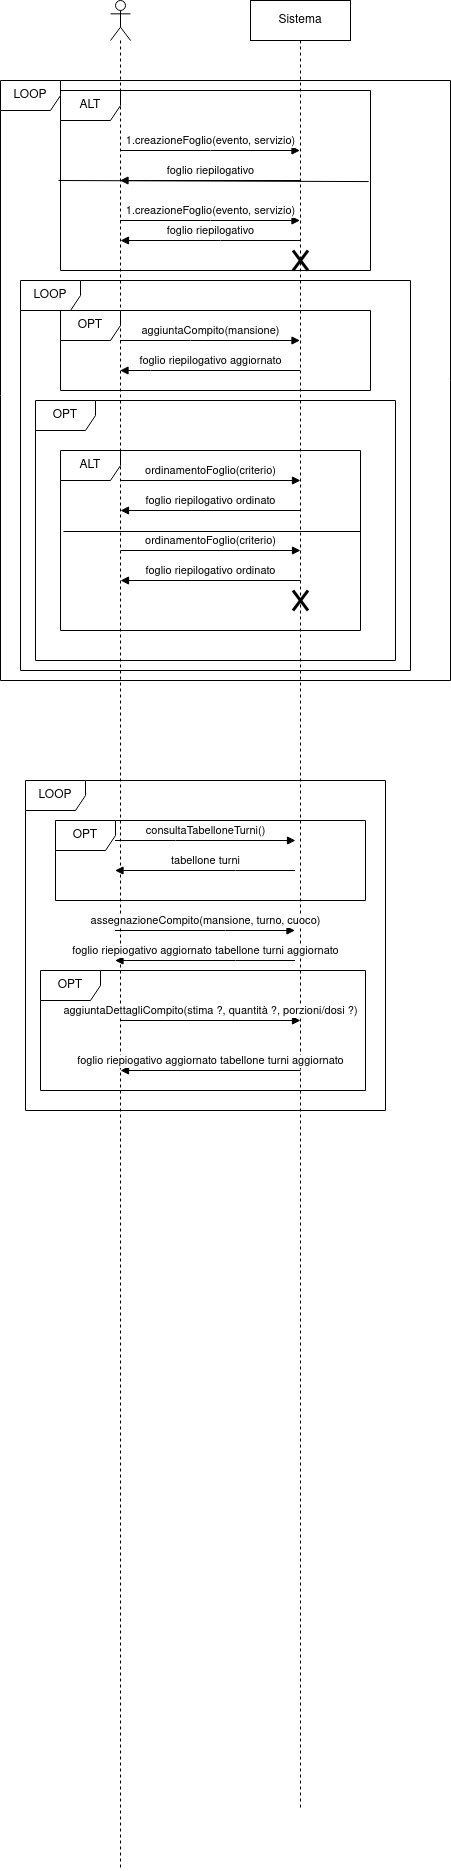 Sistema
LOOP
ALT
1.creazioneFoglio(evento, servizio)
foglio riepilogativo
1.creazioneFoglio(evento, servizio)
foglio riepilogativo
LOOP
OPT
aggiuntaCompito(mansione)
foglio riepilogativo aggiornato
OPT
ALT
ordinamentoFoglio(criterio)
foglio riepilogativo ordinato
ordinamentoFoglio(criterio)
foglio riepilogativo ordinato
LOOP
OPT
consultaTabelloneTurni()
tabellone turni
assegnazioneCompito(mansione, turno, cuoco)
foglio riepiogativo aggiornato tabellone turni aggiornato
OPT
aggiuntaDettagliCompito(stima ?, quantità ?, porzioni/dosi ?)
foglio riepiogativo aggiornato tabellone turni aggiornato